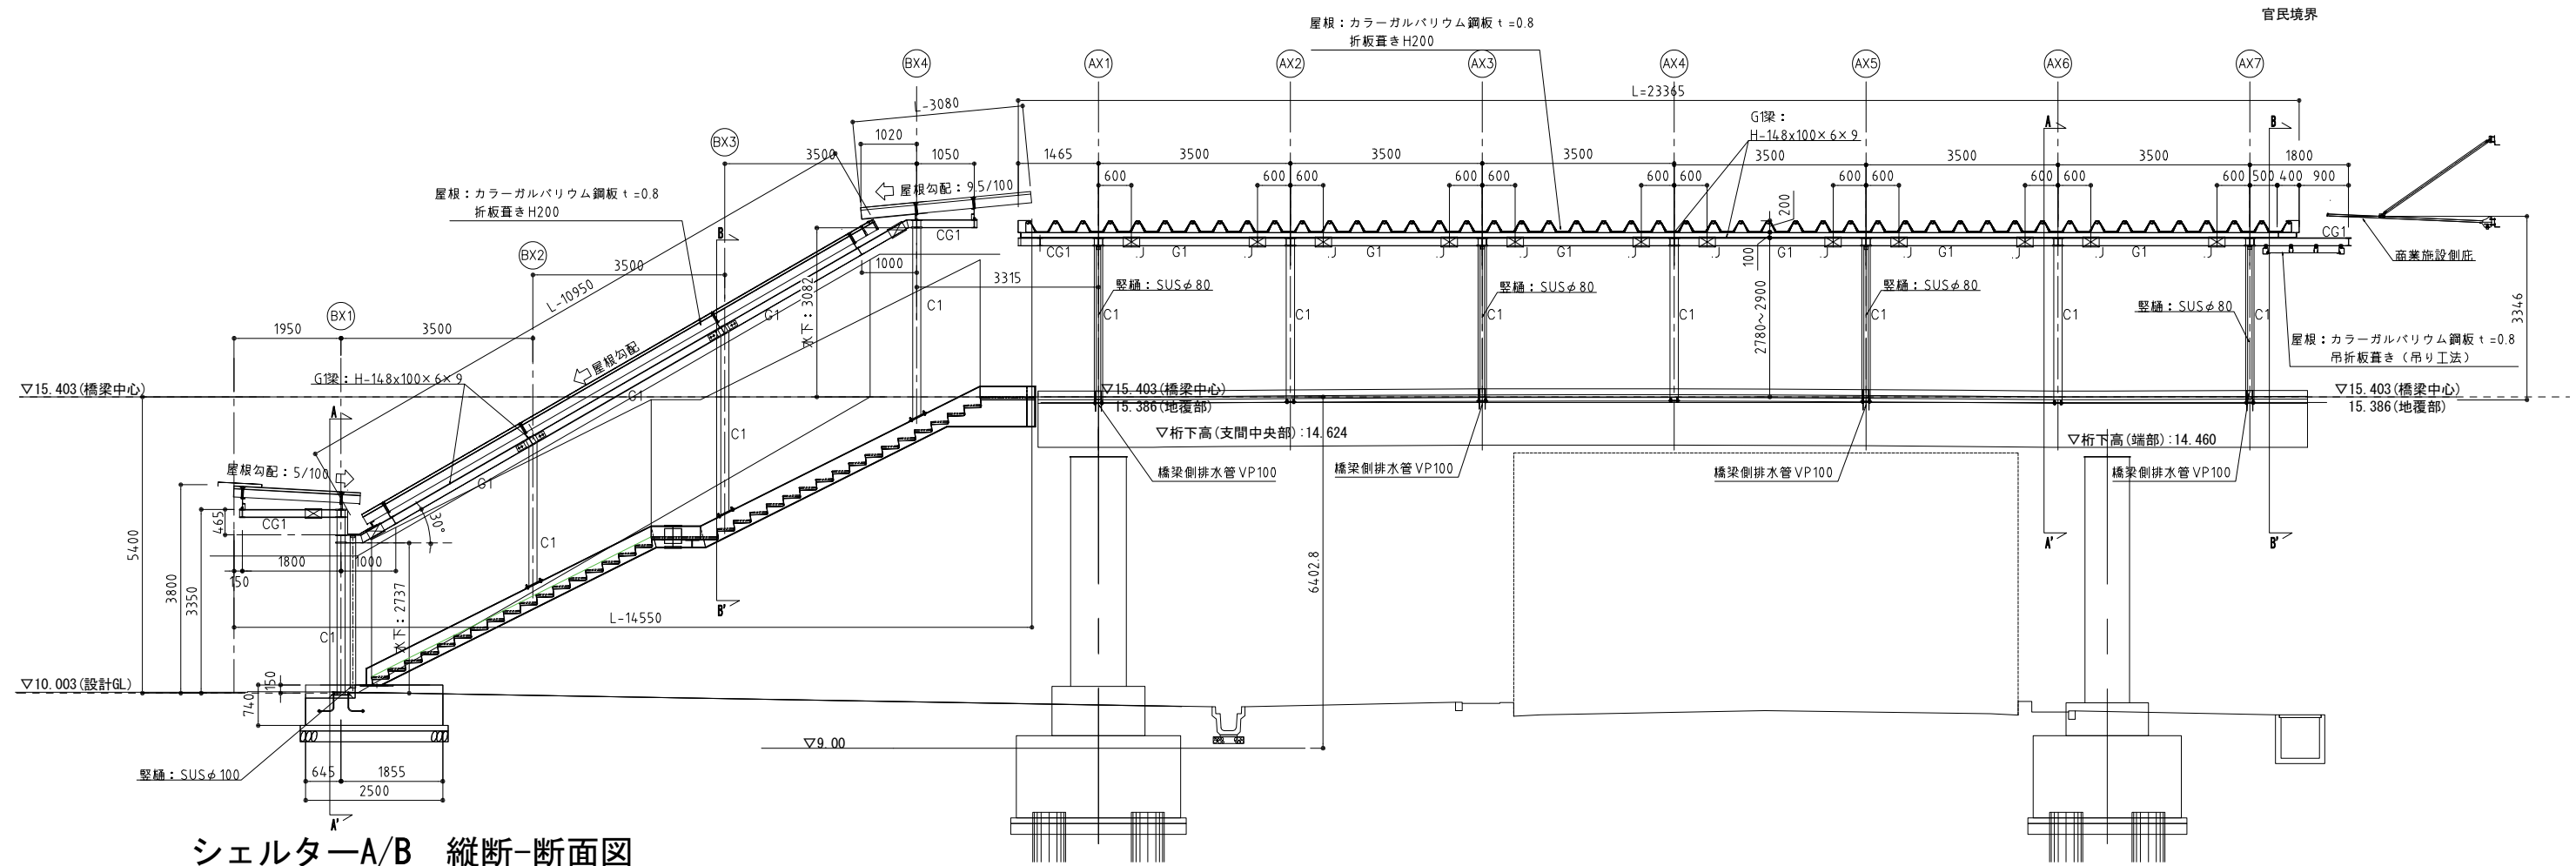 官民境界
屋根：カラーガルバリウム鋼板 t =0.8
折板葺き H200
BX4
AX1
AX2
AX3
AX4
AX5
AX6
AX7
L-3080
L=23365
G1梁：
H-148x100×6×9
A
B
BX3
1020
3500
1050
1465
3500
3500
3500
3500
3500
3500
1800
600
600
600
600
600
600
600
600
600
600
600
600
500
400
900
屋根勾配：9.5/100
屋根：カラーガルバリウム鋼板 t =0.8
折板葺き H200
200
CG1
CG1
G1
G1
G1
G1
G1
G1
CG1
100
商業施設側庇
B
BX2
3500
1000
3315
L-10950
水下：3082
C1
竪樋：SUSφ80
竪樋：SUSφ80
竪樋：SUSφ80
竪樋：SUSφ80
2780～2900
3346
G1
C1
C1
C1
C1
C1
C1
C1
BX1
1950
3500
屋根勾配
屋根：カラーガルバリウム鋼板 t =0.8
吊折板葺き（吊り工法）
G1梁：H-148x100×6×9
G1
▽15.403(橋梁中心)
▽15.403(橋梁中心)
15.386(地覆部)
▽15.403(橋梁中心)
15.386(地覆部)
A
C1
▽桁下高(支間中央部):14.624
▽桁下高(端部):14.460
屋根勾配：5/100
橋梁側排水管 VP100
橋梁側排水管 VP100
橋梁側排水管 VP100
橋梁側排水管 VP100
G1
CG1
465
30°
5400
C1
A'
B'
1800
1000
150
3800
3350
水下：2737
6402.8
B'
L-14550
C1
▽10.003(設計GL)
150
740
▽9.00
竪樋：SUSφ100
645
1855
2500
A'
シェルターA/B　縦断-断面図